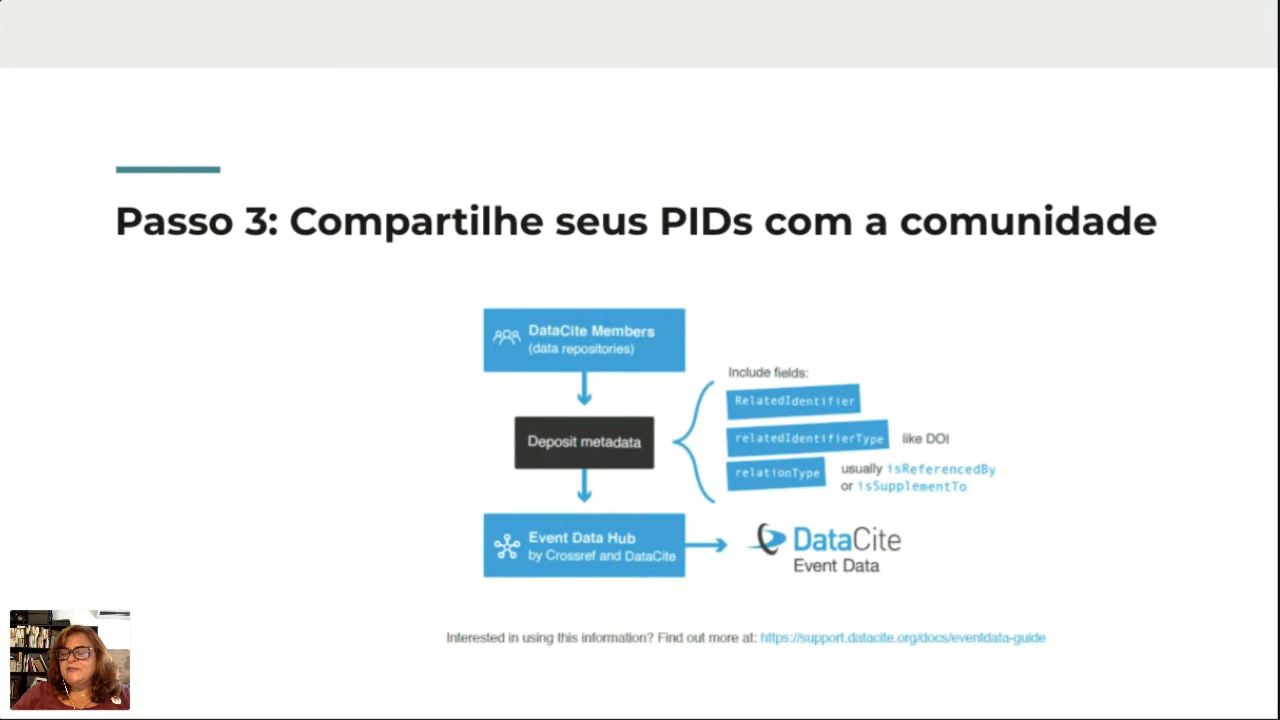 Passo 3: Compartilhe seus PIDs com a comunidade
DataCite Members
(data repositories)
Include fields:
RelatedIdentifier
Deposit metadata
relatedIdentifierType like DOI
relationType usually isReferencedBy
or isSupplementTo
Event Data Hub
by Crossref and DataCite
DataCite
Event Data
Interested in using this information? Find out more at: https://support.datacite.org/docs/eventdata-guide